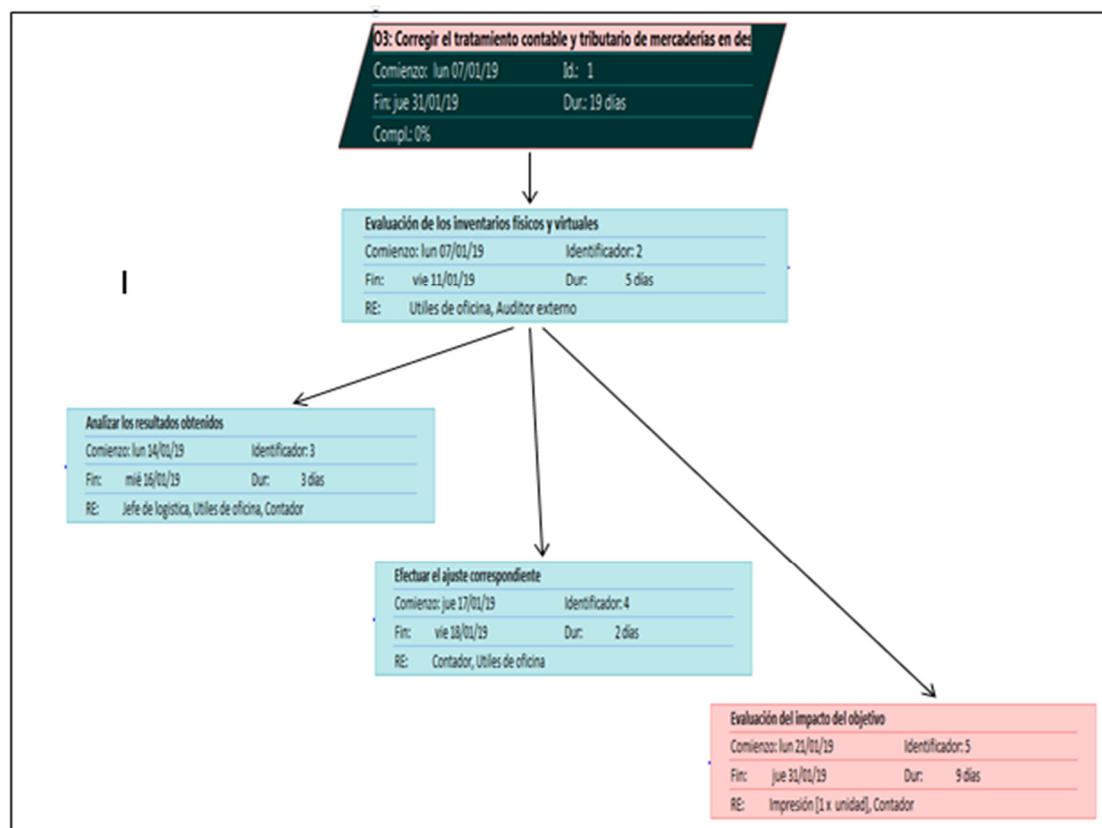 O3: Corregir el tratamiento contable y tributario de mercaderías en des
Comienzo: lun 07/01/19 Id.: 1
Fin: jue 31/01/19 Dur.: 19 días
Compl.: 0%
Evaluación de los inventarios físicos y virtuales
Comienzo: lun 07/01/19 Identificador: 2
Fin: vie 11/01/19 Dur: 5 días
RE: Utiles de oficina, Auditor externo
Analizar los resultados obtenidos
Comienzo: lun 14/01/19 Identificador: 3
Fin: mié 16/01/19 Dur: 3 días
RE: Jefe de logística, Utiles de oficina, Contador
Efectuar el ajuste correspondiente
Comienzo: jue 17/01/19 Identificador: 4
Fin: vie 18/01/19 Dur: 2 días
RE: Contador, Utiles de oficina
Evaluación del impacto del objetivo
Comienzo: lun 21/01/19 Identificador: 5
Fin: jue 31/01/19 Dur: 9 días
RE: Impresión [1 x unidad], Contador